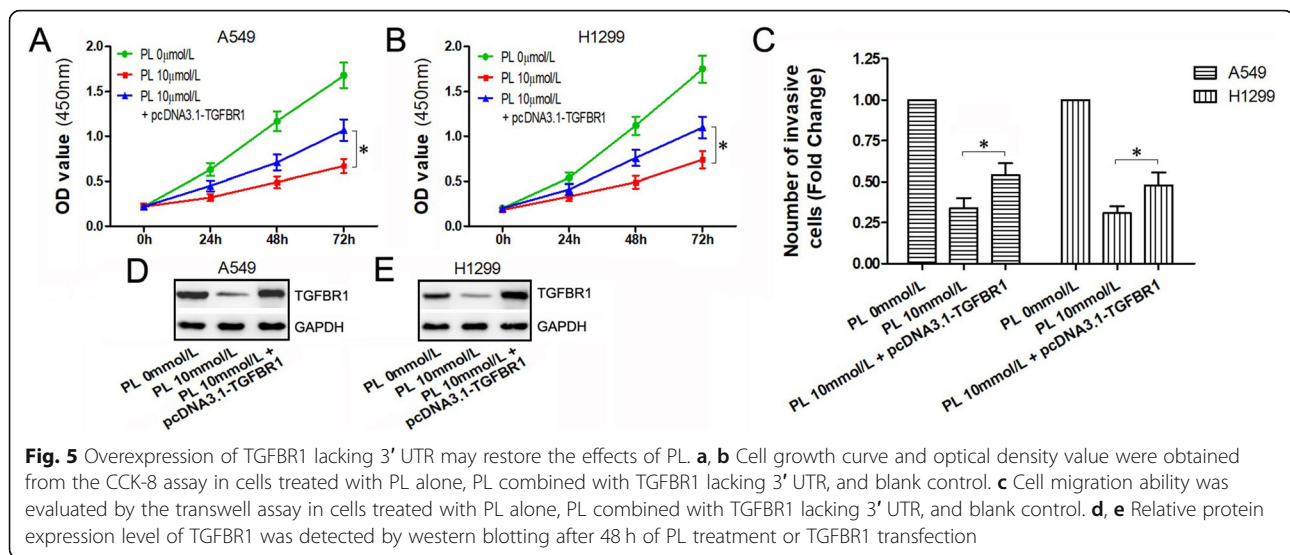 A
A549
PL 0μmol/L
PL 10μmol/L
PL 10μmol/L
+ pcDNA3.1-TGFBR1
OD value (450nm)
2.0
1.5
1.0
0.5
0.0
0h
24h
48h
72h
*
B
H1299
PL 0μmol/L
PL 10μmol/L
PL 10μmol/L
+ pcDNA3.1-TGFBR1
OD value (450nm)
2.0
1.5
1.0
0.5
0.0
0h
24h
48h
72h
*
C
A549
H1299
Noumber of invasive
cells (Fold Change)
1.25
1.00
0.75
0.50
0.25
0.00
*
*
PL 0mmol/L
PL 10mmol/L
PL 10mmol/L + pcDNA3.1-TGFBR1
PL 0mmol/L
PL 10mmol/L
PL 10mmol/L + pcDNA3.1-TGFBR1
D
A549
TGFBR1
GAPDH
PL 0mmol/L
PL 10mmol/L
PL 10mmol/L +
pcDNA3.1-TGFBR1
E
H1299
TGFBR1
GAPDH
PL 0mmol/L
PL 10mmol/L
PL 10mmol/L +
pcDNA3.1-TGFBR1
Fig. 5 Overexpression of TGFBR1 lacking 3′ UTR may restore the effects of PL. a, b Cell growth curve and optical density value were obtained
from the CCK-8 assay in cells treated with PL alone, PL combined with TGFBR1 lacking 3′ UTR, and blank control. c Cell migration ability was
evaluated by the transwell assay in cells treated with PL alone, PL combined with TGFBR1 lacking 3′ UTR, and blank control. d, e Relative protein
expression level of TGFBR1 was detected by western blotting after 48 h of PL treatment or TGFBR1 transfection